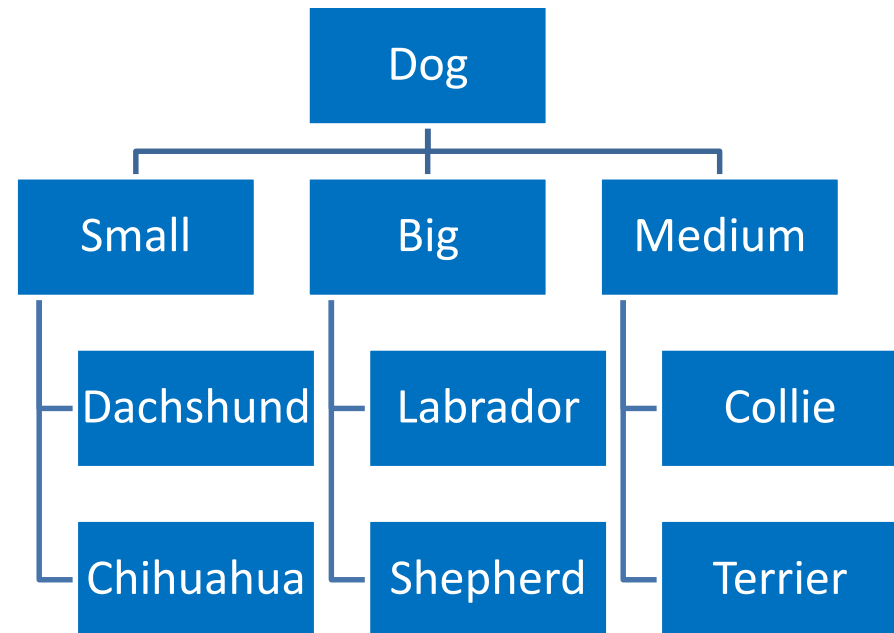 Dog
Small
Big
Medium
Dachshund
Labrador
Collie
Chihuahua
Shepherd
Terrier